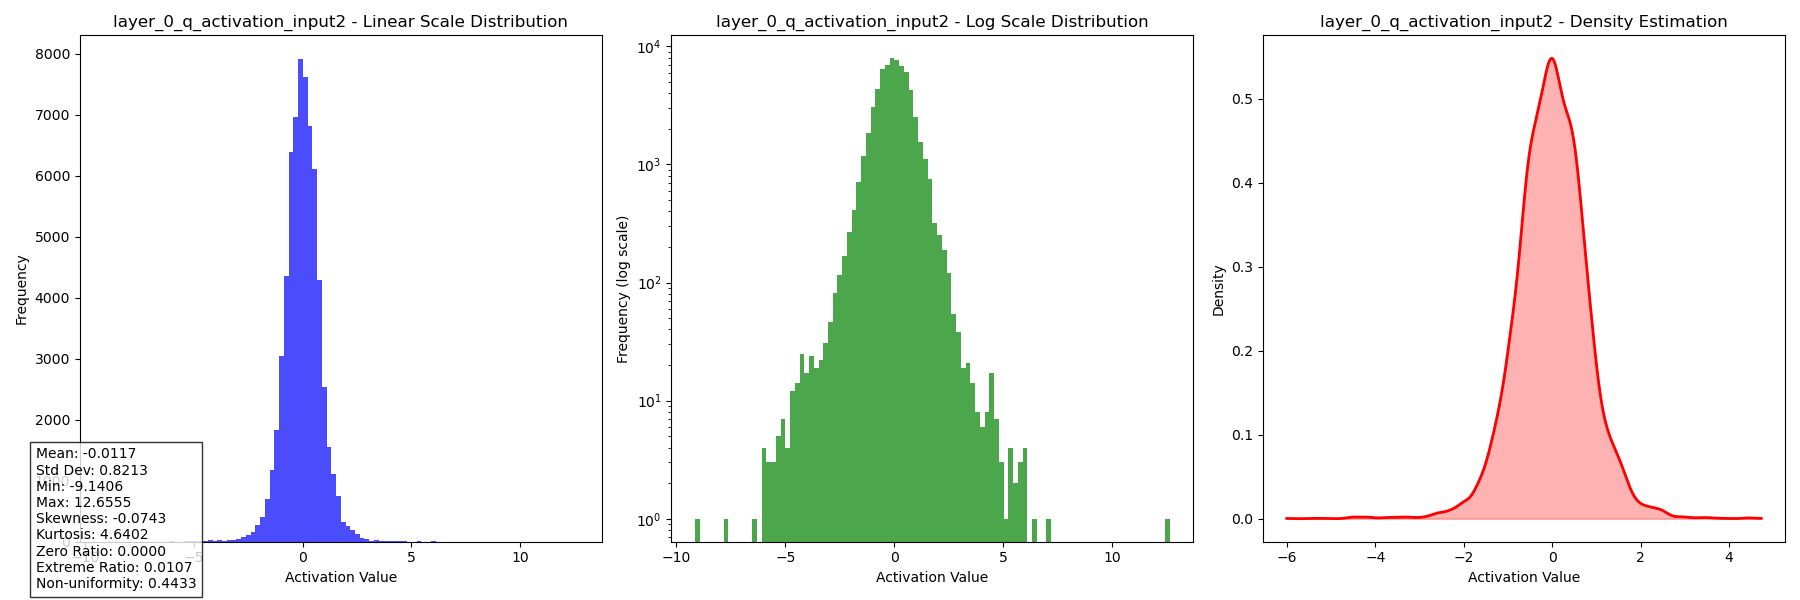 layer_0_q_activation_input2 - Linear Scale Distribution
8000
7000
6000
5000
4000
3000
2000
Frequency
Mean: -0.0117
Std Dev: 0.8213
Min: -9.1406
Max: 12.6555
Skewness: -0.0743
Kurtosis: 4.6402
Zero Ratio: 0.0000
Extreme Ratio: 0.0107
Non-uniformity: 0.4433
−5
0
5
10
Activation Value
layer_0_q_activation_input2 - Log Scale Distribution
10⁴
10³
10²
10¹
10⁰
Frequency (log scale)
−10
−5
0
5
10
Activation Value
layer_0_q_activation_input2 - Density Estimation
0.5
0.4
0.3
0.2
0.1
0.0
Density
−6
−4
−2
0
2
4
Activation Value